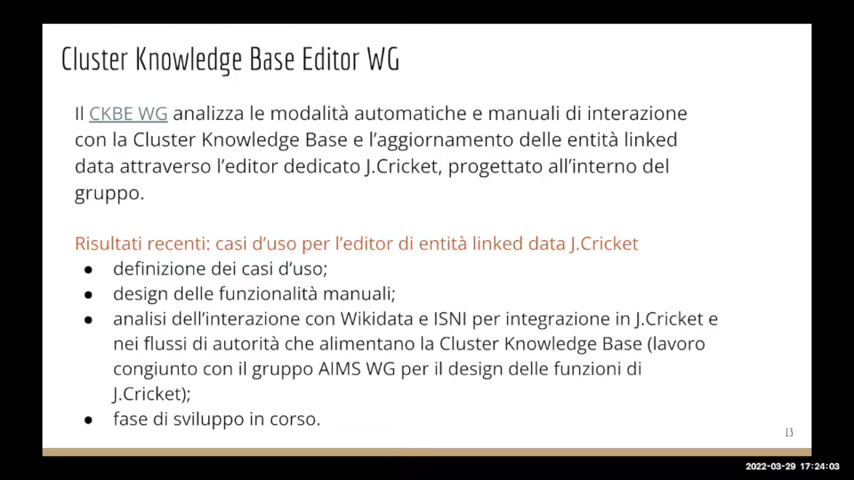 Cluster Knowledge Base Editor WG
Il CKBE WG analizza le modalità automatiche e manuali di interazione
con la Cluster Knowledge Base e l'aggiornamento delle entità linked
data attraverso l'editor dedicato J.Cricket, progettato all'interno del
gruppo.
Risultati recenti: casi d'uso per l'editor di entità linked data J.Cricket
● definizione dei casi d'uso;
● design delle funzionalità manuali;
● analisi dell'interazione con Wikidata e ISNI per integrazione in J.Cricket e
nei flussi di autorità che alimentano la Cluster Knowledge Base (lavoro
congiunto con il gruppo AIMS WG per il design delle funzioni di
J.Cricket);
● fase di sviluppo in corso.
13
2022-03-29 17:24:03